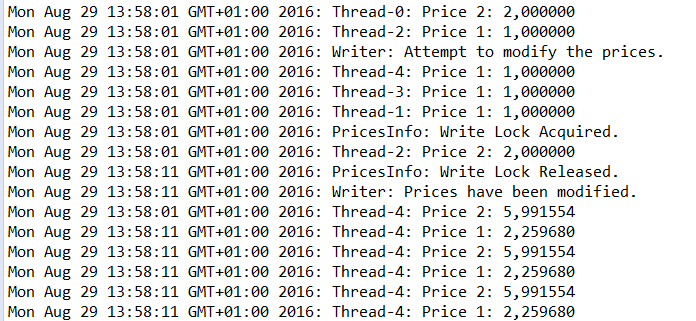 Mon Aug 29 13:58:01 GMT+01:00 2016: Thread-0: Price 2: 2,000000
Mon Aug 29 13:58:01 GMT+01:00 2016: Thread-2: Price 1: 1,000000
Mon Aug 29 13:58:01 GMT+01:00 2016: Writer: Attempt to modify the prices.
Mon Aug 29 13:58:01 GMT+01:00 2016: Thread-4: Price 1: 1,000000
Mon Aug 29 13:58:01 GMT+01:00 2016: Thread-3: Price 1: 1,000000
Mon Aug 29 13:58:01 GMT+01:00 2016: Thread-1: Price 1: 1,000000
Mon Aug 29 13:58:01 GMT+01:00 2016: PricesInfo: Write Lock Acquired.
Mon Aug 29 13:58:01 GMT+01:00 2016: Thread-2: Price 2: 2,000000
Mon Aug 29 13:58:11 GMT+01:00 2016: PricesInfo: Write Lock Released.
Mon Aug 29 13:58:11 GMT+01:00 2016: Writer: Prices have been modified.
Mon Aug 29 13:58:01 GMT+01:00 2016: Thread-4: Price 2: 5,991554
Mon Aug 29 13:58:11 GMT+01:00 2016: Thread-4: Price 1: 2,259680
Mon Aug 29 13:58:11 GMT+01:00 2016: Thread-4: Price 2: 5,991554
Mon Aug 29 13:58:11 GMT+01:00 2016: Thread-4: Price 1: 2,259680
Mon Aug 29 13:58:11 GMT+01:00 2016: Thread-4: Price 2: 5,991554
Mon Aug 29 13:58:11 GMT+01:00 2016: Thread-4: Price 1: 2,259680